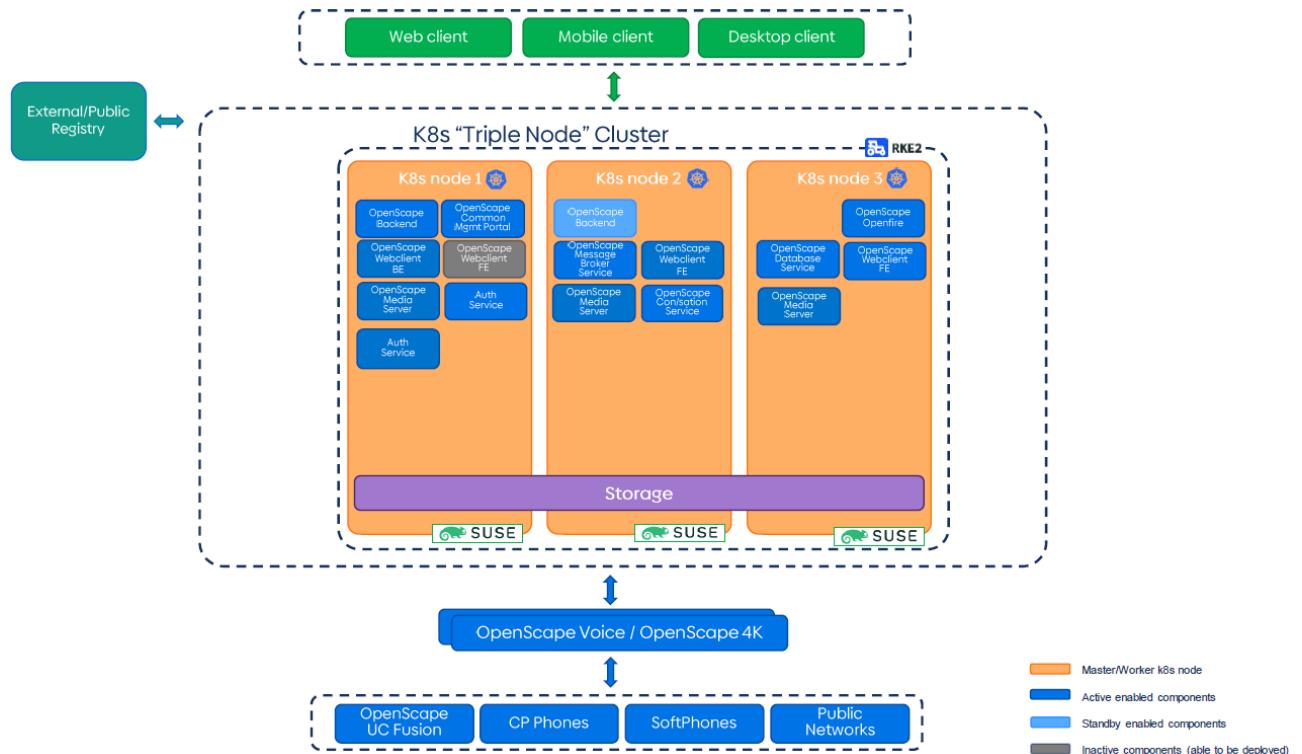 Web client
Mobile client
Desktop client
External/Public
Registry
K8s “Triple Node” Cluster
RKE2
K8s node 1
K8s node 2
K8s node 3
OpenScape
Backend
OpenScape
Common
Mgmt Portal
OpenScape
Webclient
BE
OpenScape
Webclient
FE
OpenScape
Media
Server
Auth
Service
Auth
Service
OpenScape
Backend
OpenScape
Message
Broker
Service
OpenScape
Webclient
FE
OpenScape
Media
Server
OpenScape
Con/sation
Service
OpenScape
Openfire
OpenScape
Database
Service
OpenScape
Webclient
FE
OpenScape
Media
Server
Storage
SUSE
SUSE
SUSE
OpenScape Voice / OpenScape 4K
OpenScape
UC Fusion
CP Phones
SoftPhones
Public
Networks
Master/Worker k8s node
Active enabled components
Standby enabled components
Inactive components (able to be deployed)